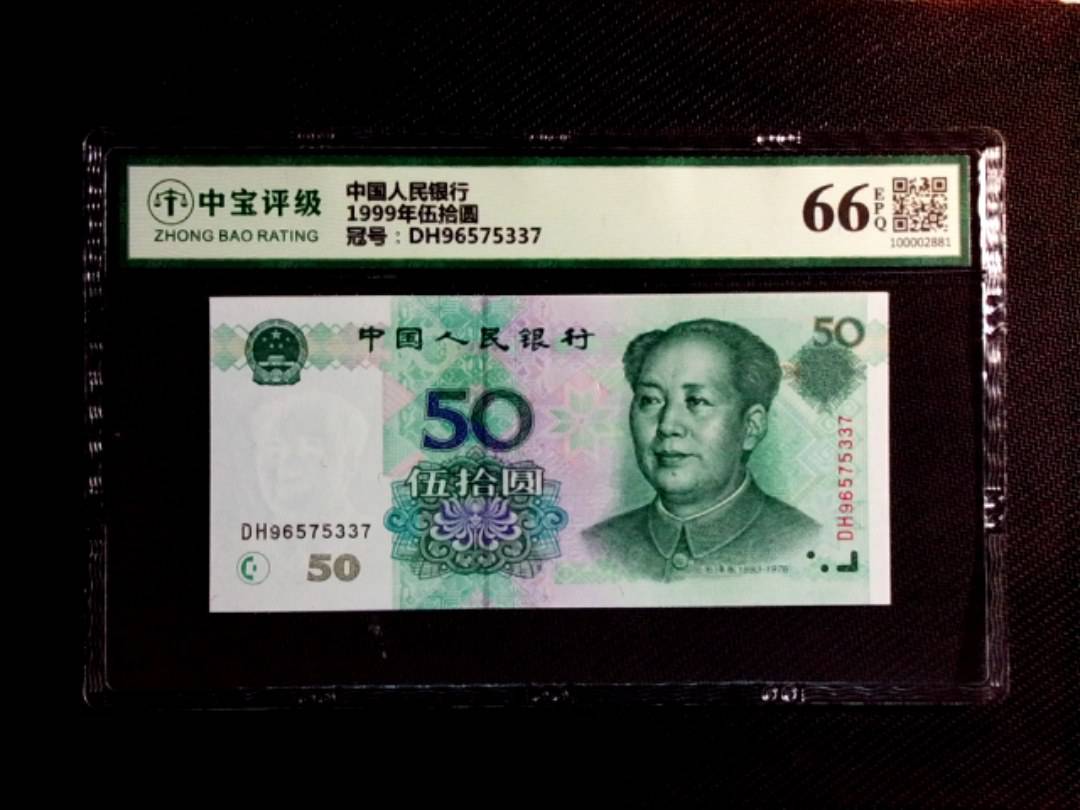 中宝评级
ZHONG BAO RATING
中国人民银行
1999年伍拾圆
冠号：DH96575337
66
EPQ
100002881
中国人民银行
50
50
伍拾圆
DH96575337
DH96575337
50